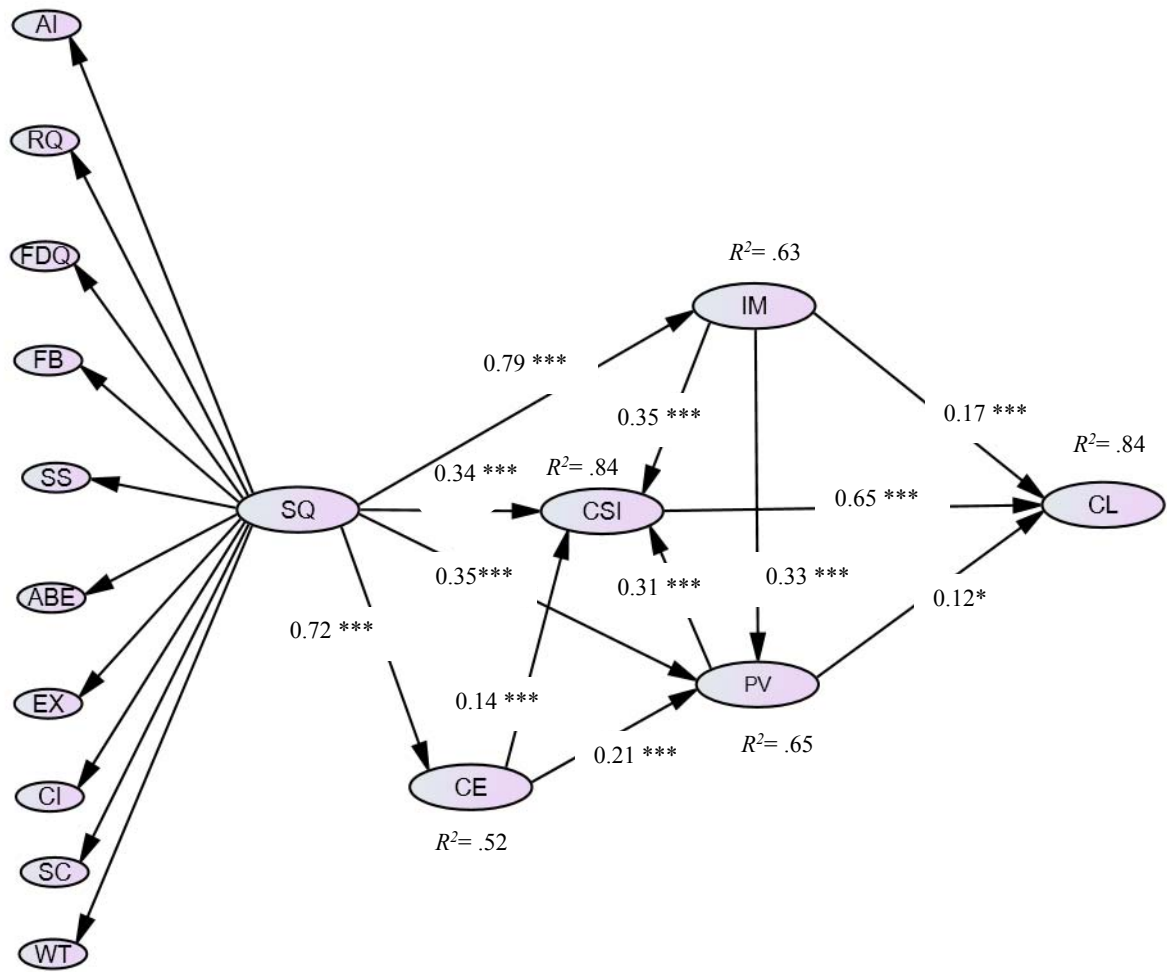 AI
RQ
FDQ
FB
SS
ABE
EX
CI
SC
WT
SQ
0.79 ***
0.34 ***
0.35***
0.72 ***
R²= .63
IM
0.35 ***
R²= .84
CSI
0.31 ***
0.33 ***
0.14 ***
0.21 ***
CE
R²= .52
PV
R²= .65
0.17 ***
0.65 ***
0.12*
R²= .84
CL